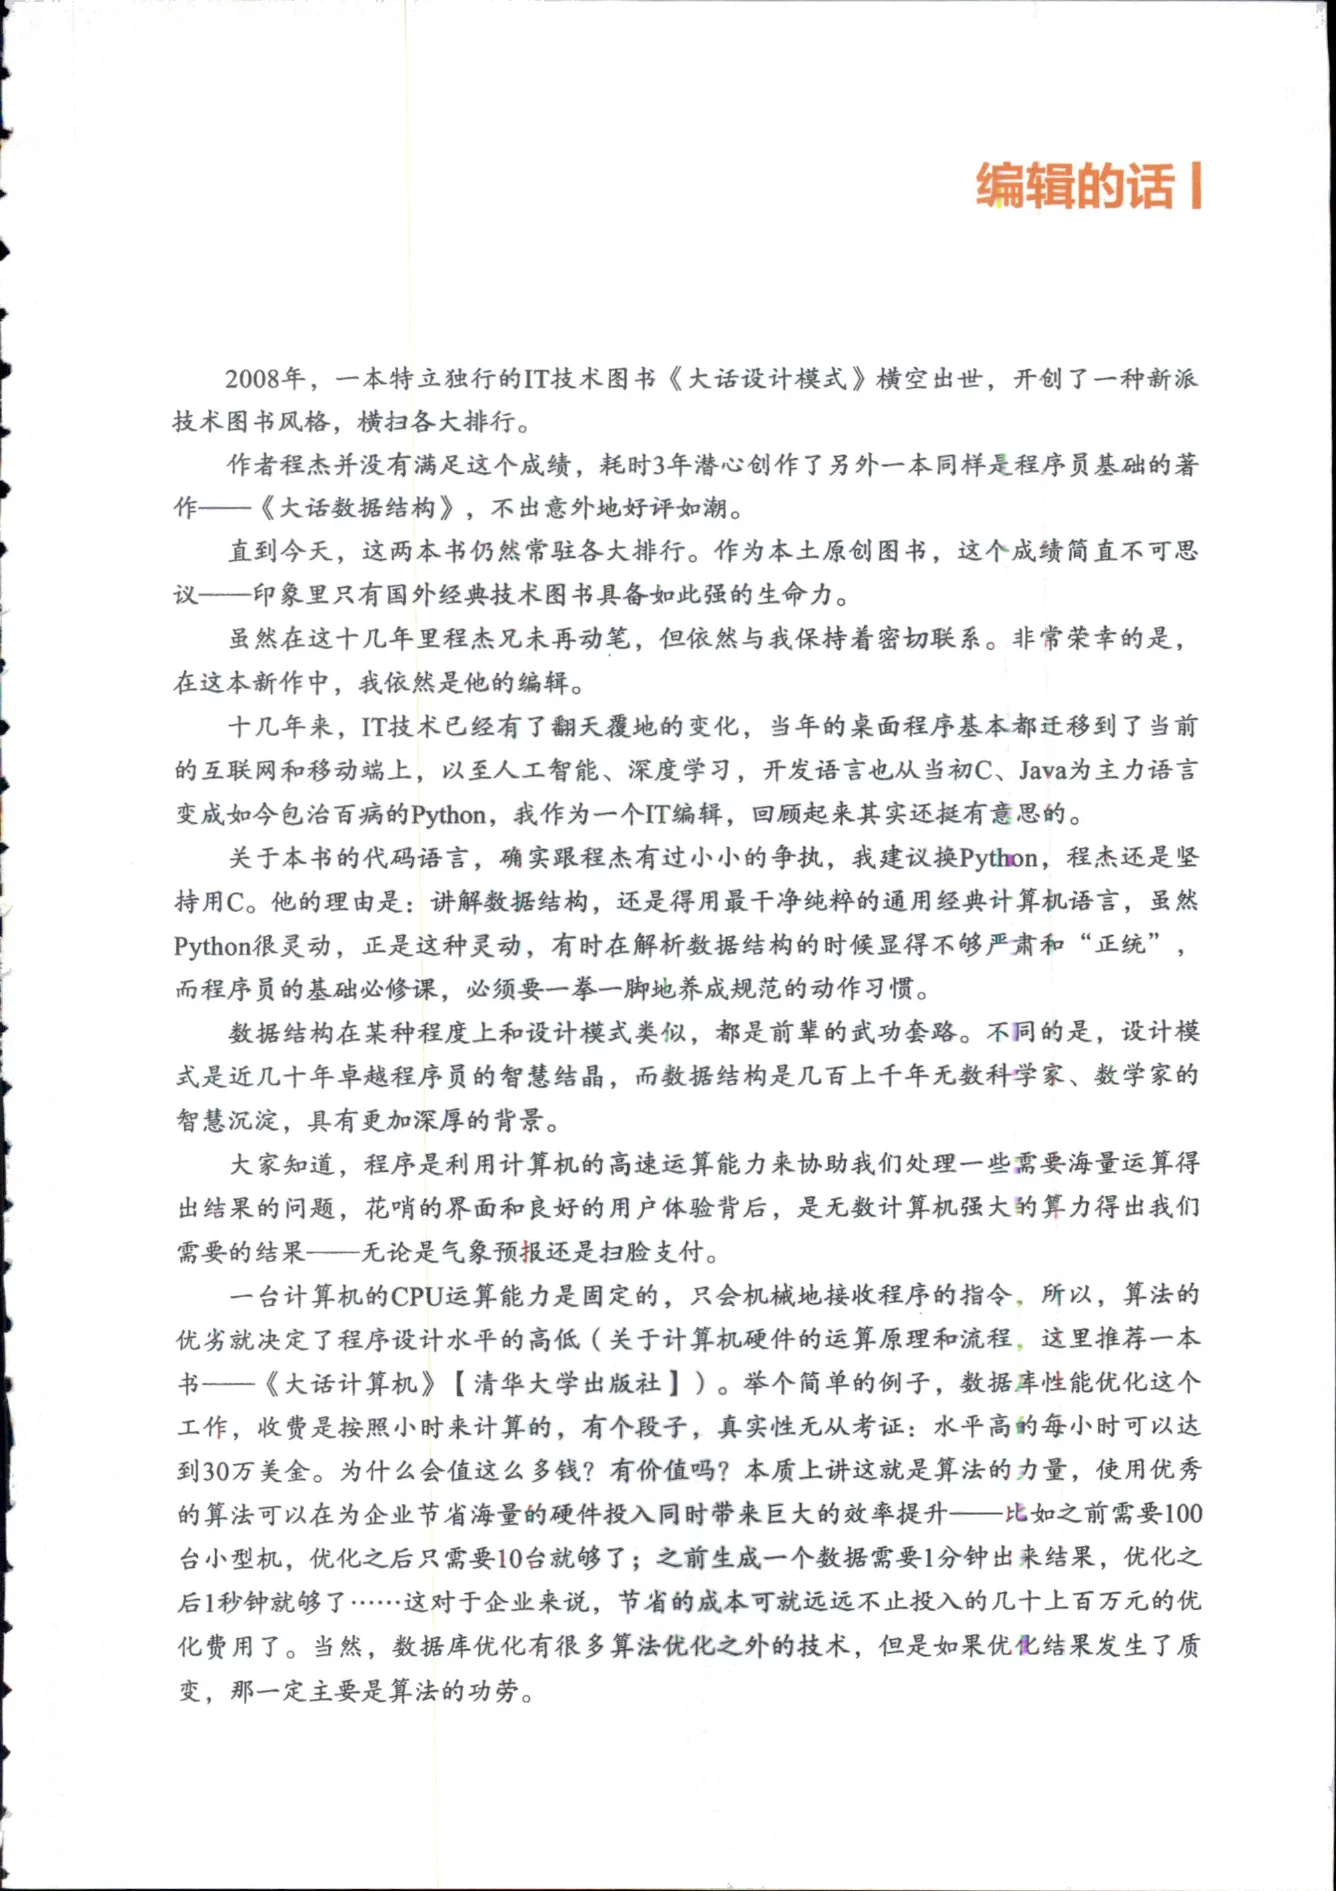 编辑的话
2008年，一本特立独行的IT技术图书《大话设计模式》横空出世，开创了一种新派
技术图书风格，横扫各大排行。
作者程杰并没有满足这个成绩，耗时3年潜心创作了另外一本同样是程序员基础的著
作——《大话数据结构》，不出意外地好评如潮。
直到今天，这两本书仍然常驻各大排行。作为本土原创图书，这个成绩简直不可思
议——印象里只有国外经典技术图书具备如此强的生命力。
虽然在这十几年里程杰兄未再动笔，但依然与我保持着密切联系。非常荣幸的是，
在这本新作中，我依然是他的编辑。
十几年来，IT技术已经有了翻天覆地的变化，当年的桌面程序基本都迁移到了当前
的互联网和移动端上，以至人工智能、深度学习，开发语言也从当初C、Java为主力语言
变成如今包治百病的Python，我作为一个IT编辑，回顾起来其实还挺有意思的。
关于本书的代码语言，确实跟程杰有过小小的争执，我建议换Python，程杰还是坚
持用C。他的理由是：讲解数据结构，还是得用最干净纯粹的通用经典计算机语言，虽然
Python很灵动，正是这种灵动，有时在解析数据结构的时候显得不够严肃和“正统”，
而程序员的基础必修课，必须要一拳一脚地养成规范的动作习惯。
数据结构在某种程度上和设计模式类似，都是前辈的武功套路。不同的是，设计模
式是近几十年卓越程序员的智慧结晶，而数据结构是几百上千年无数科学家、数学家的
智慧沉淀，具有更加深厚的背景。
大家知道，程序是利用计算机的高速运算能力来协助我们处理一些需要海量运算得
出结果的问题，花哨的界面和良好的用户体验背后，是无数计算机强大的算力得出我们
需要的结果——无论是气象预报还是扫脸支付。
一台计算机的CPU运算能力是固定的，只会机械地接收程序的指令，所以，算法的
优劣就决定了程序设计水平的高低（关于计算机硬件的运算原理和流程，这里推荐一本
书——《大话计算机》【清华大学出版社】）。举个简单的例子，数据库性能优化这个
工作，收费是按照小时来计算的，有个段子，真实性无从考证：水平高的每小时可以达
到30万美金。为什么会值这么多钱？有价值吗？本质上讲这就是算法的力量，使用优秀
的算法可以在为企业节省海量的硬件投入同时带来巨大的效率提升——比如之前需要100
台小型机，优化之后只需要10台就够了；之前生成一个数据需要1分钟出来结果，优化之
后1秒钟就够了……这对于企业来说，节省的成本可就远远不止投入的几十上百万元的优
化费用了。当然，数据库优化有很多算法优化之外的技术，但是如果优化结果发生了质
变，那一定主要是算法的功劳。